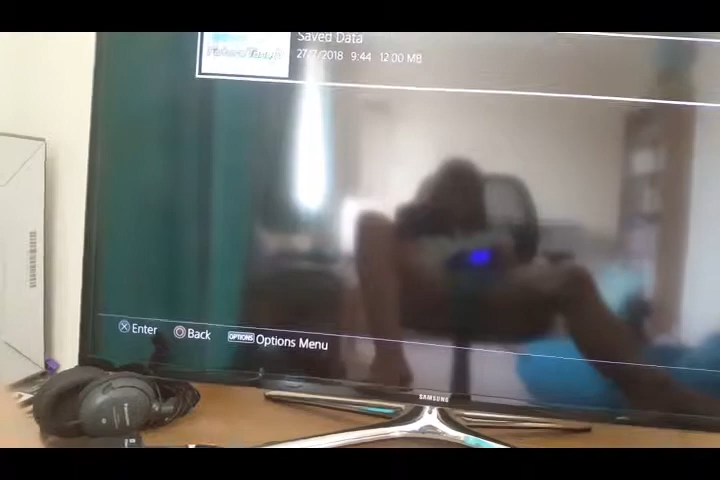 Saved Data
27/7/2018 9:44 12:00 MB
Enter Back OPTIONS Options Menu
SAMSUNG